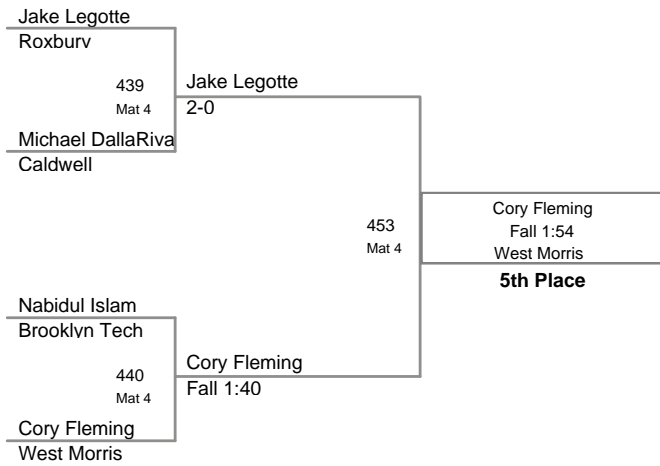 Jake Legotte
Roxbury
439
Mat 4
Jake Legotte
2-0
Michael DallaRiva
Caldwell
453
Mat 4
Cory Fleming
Fall 1:54
West Morris
5th Place
Nabidul Islam
Brooklyn Tech
440
Mat 4
Cory Fleming
Fall 1:40
Cory Fleming
West Morris